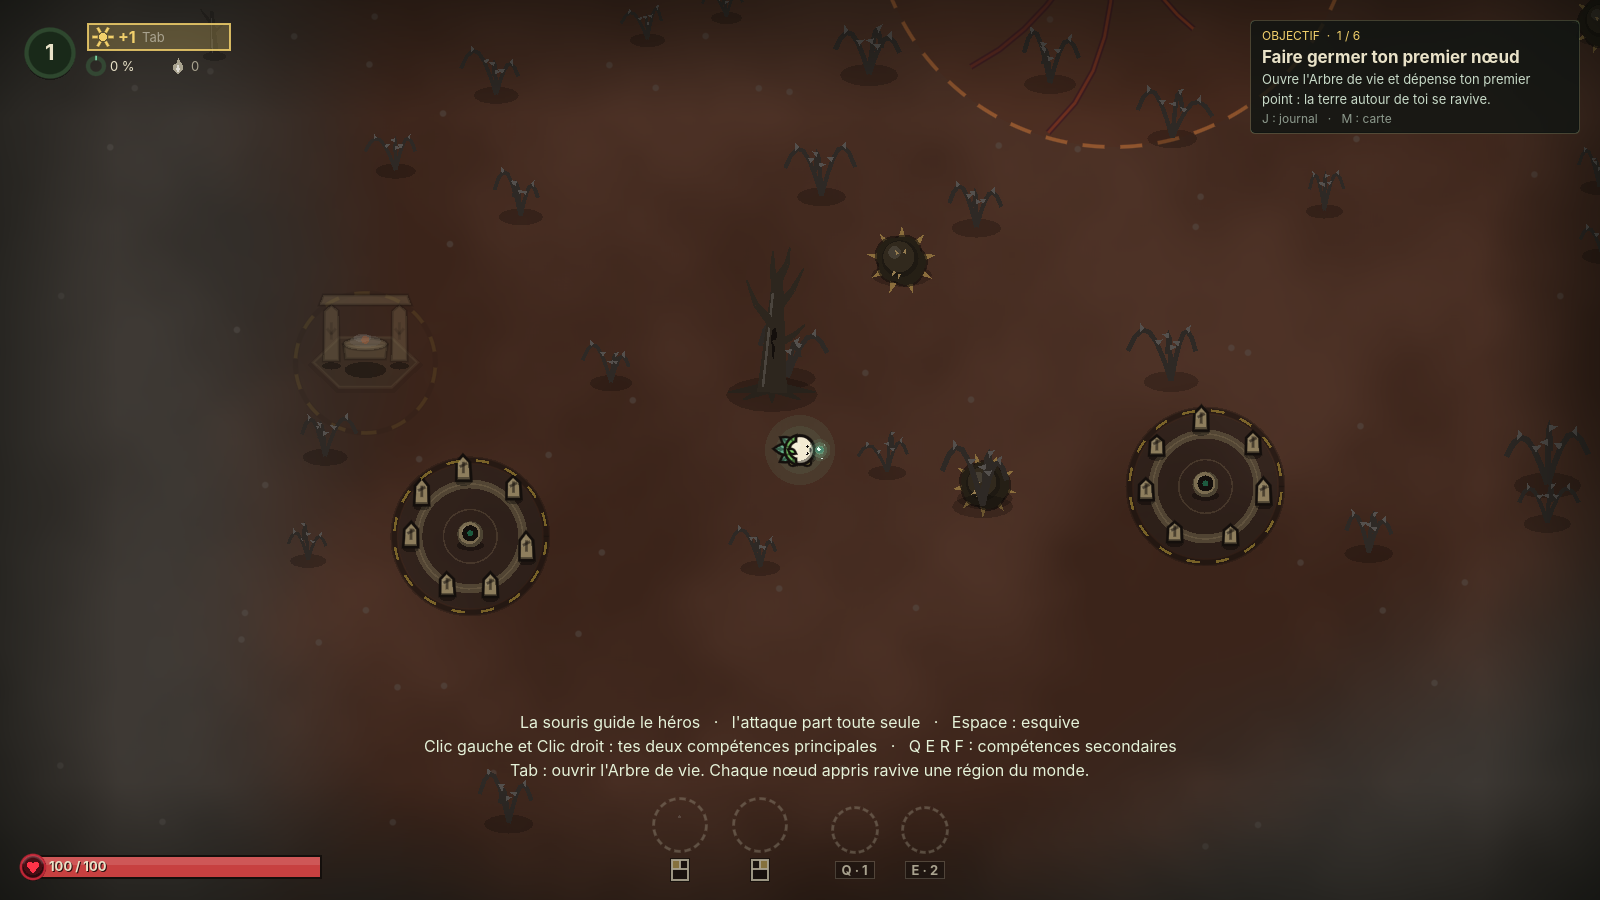 1
+1 Tab
0 %
0
OBJECTIF · 1 / 6
Faire germer ton premier nœud
Ouvre l'Arbre de vie et dépense ton premier
point : la terre autour de toi se ravive.
J : journal · M : carte
La souris guide le héros · l'attaque part toute seule · Espace : esquive
Clic gauche et Clic droit : tes deux compétences principales · Q E R F : compétences secondaires
Tab : ouvrir l'Arbre de vie. Chaque nœud appris ravive une région du monde.
100 / 100
Q · 1
E · 2